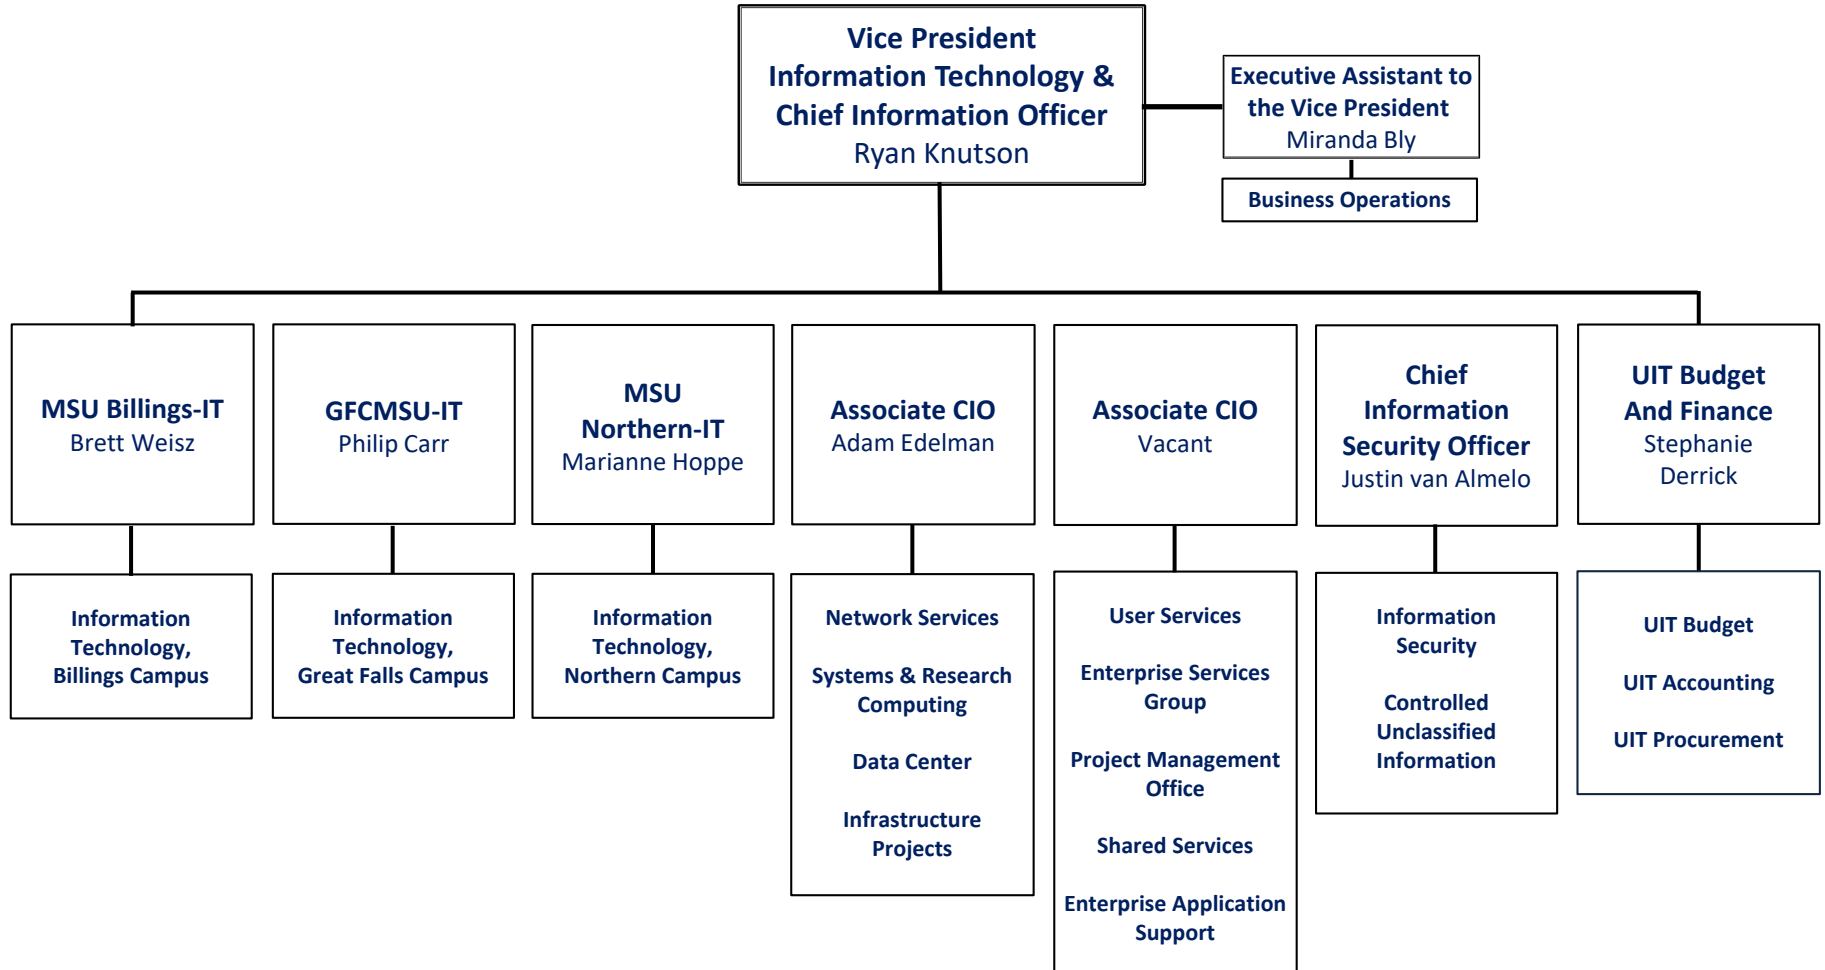 Vice President
Information Technology &
Chief Information Officer
Ryan Knutson
Executive Assistant to
the Vice President
Miranda Bly
Business Operations
MSU Billings-IT
Brett Weisz
GFCMSU-IT
Philip Carr
MSU
Northern-IT
Marianne Hoppe
Associate CIO
Adam Edelman
Associate CIO
Vacant
Chief
Information
Security Officer
Justin van Almelo
UIT Budget
And Finance
Stephanie
Derrick
Information
Technology,
Billings Campus
Information
Technology,
Great Falls Campus
Information
Technology,
Northern Campus
Network Services
Systems & Research
Computing
Data Center
Infrastructure
Projects
User Services
Enterprise Services
Group
Project Management
Office
Shared Services
Enterprise Application
Support
Information
Security
Controlled
Unclassified
Information
UIT Budget
UIT Accounting
UIT Procurement